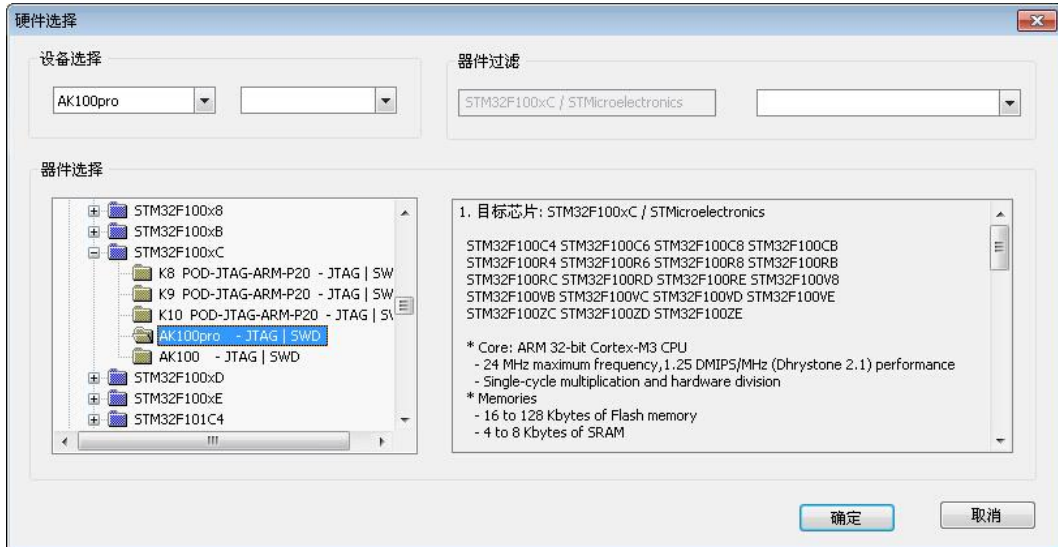 硬件选择
设备选择
器件过滤
AK100pro
STM32F100xC / STMicroelectronics
器件选择
STM32F100x8
STM32F100xB
STM32F100xC
K8 POD-JTAG-ARM-P20 - JTAG | SW
K9 POD-JTAG-ARM-P20 - JTAG | SW
K10 POD-JTAG-ARM-P20 - JTAG |
AK100pro - JTAG | SWD
AK100 - JTAG | SWD
STM32F100xD
STM32F100xE
STM32F101C4
1. 目标芯片: STM32F100xC / STMicroelectronics
STM32F100C4 STM32F100C6 STM32F100C8 STM32F100CB
STM32F100R4 STM32F100R6 STM32F100R8 STM32F100RB
STM32F100RC STM32F100RD STM32F100RE STM32F100V8
STM32F100VB STM32F100VC STM32F100VD STM32F100VE
STM32F100ZC STM32F100ZD STM32F100ZE
* Core: ARM 32-bit Cortex-M3 CPU
- 24 MHz maximum frequency,1.25 DMIPS/MHz (Dhrystone 2.1) performance
- Single-cycle multiplication and hardware division
* Memories
- 16 to 128 Kbytes of Flash memory
- 4 to 8 Kbytes of SRAM
确定
取消